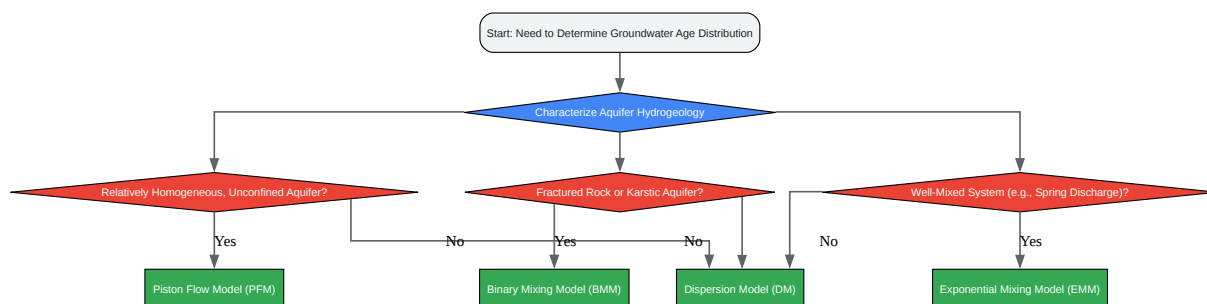 Start: Need to Determine Groundwater Age Distribution
Characterize Aquifer Hydrogeology
Relatively Homogeneous, Unconfined Aquifer?
Fractured Rock or Karstic Aquifer?
Well-Mixed System (e.g., Spring Discharge)?
Yes
No
Yes
No
No
Yes
Piston Flow Model (PFM)
Binary Mixing Model (BMM)
Dispersion Model (DM)
Exponential Mixing Model (EMM)